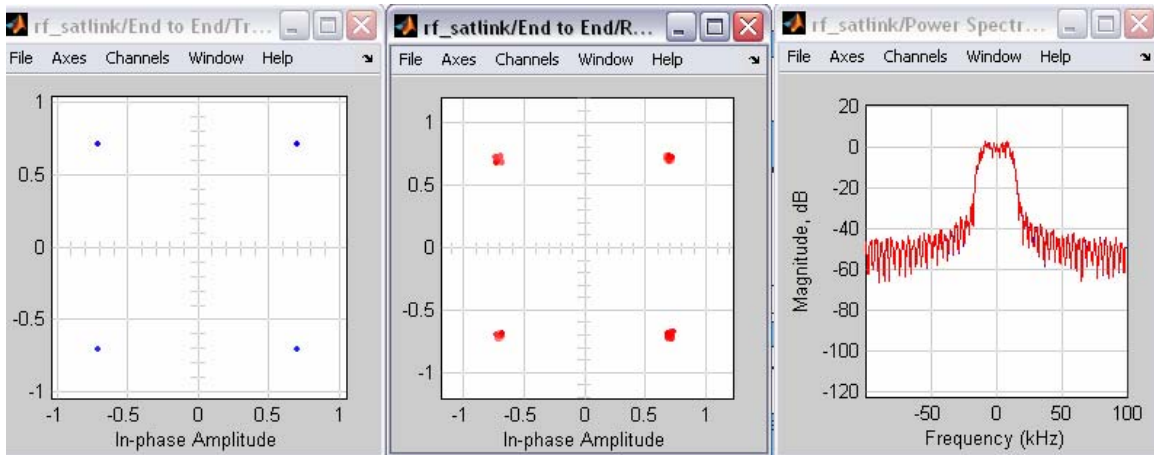 rf_satlink/End to End/Tr...
File Axes Channels Window Help
1
0.5
0
-0.5
-1
-1 -0.5 0 0.5 1
In-phase Amplitude
rf_satlink/End to End/R...
File Axes Channels Window Help
1
0.5
0
-0.5
-1
-1 -0.5 0 0.5 1
In-phase Amplitude
rf_satlink/Power Spectr...
File Axes Channels Window Help
Magnitude, dB
20
0
-20
-40
-60
-80
-100
-120
-50 0 50 100
Frequency (kHz)